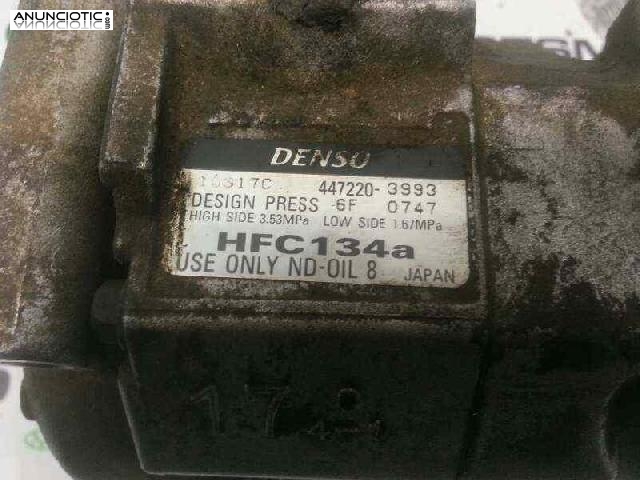 ANUNCIOTIC.com
DENSO
10S17C 447220-3993
DESIGN PRESS 6F 0747
HIGH SIDE 3.53MPa LOW SIDE 1.67MPa
HFC134a
USE ONLY ND-OIL 8 JAPAN